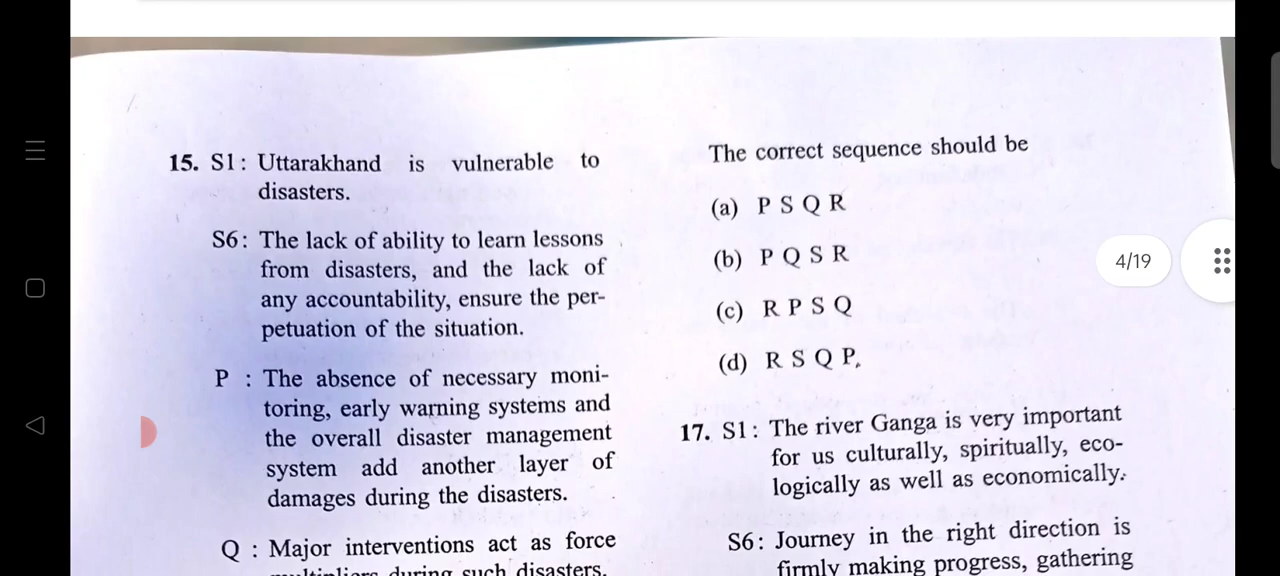 15. S1 : Uttarakhand is vulnerable to
disasters.
S6 : The lack of ability to learn lessons
from disasters, and the lack of
any accountability, ensure the per-
petuation of the situation.
P : The absence of necessary moni-
toring, early warning systems and
the overall disaster management
system add another layer of
damages during the disasters.
Q : Major interventions act as force
multipliers during such disasters.
The correct sequence should be
(a) P S Q R
(b) P Q S R
(c) R P S Q
(d) R S Q P.
17. S1 : The river Ganga is very important
for us culturally, spiritually, eco-
logically as well as economically.
S6 : Journey in the right direction is
firmly making progress, gathering
4/19